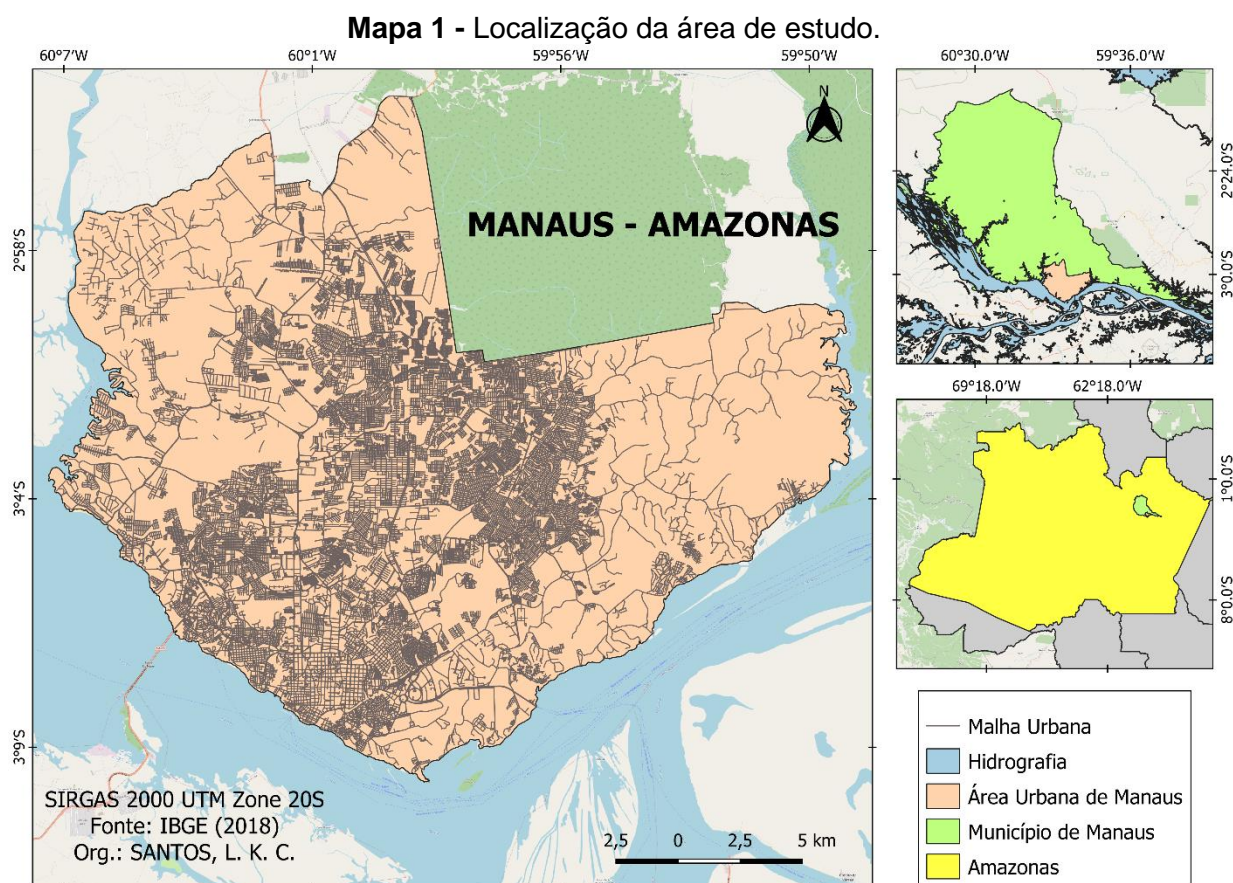 Mapa 1 - Localização da área de estudo.
60°7'W 60°1'W 59°56'W 59°50'W
2°58'S
3°4'S
3°9'S
N
MANAUS - AMAZONAS
SIRGAS 2000 UTM Zone 20S
Fonte: IBGE (2018)
Org.: SANTOS, L. K. C.
2,5 0 2,5 5 km
60°30.0'W 59°36.0'W
2°24.0'S
3°0.0'S
69°18.0'W 62°18.0'W
1°0.0'S
8°0.0'S
Malha Urbana
Hidrografia
Área Urbana de Manaus
Município de Manaus
Amazonas